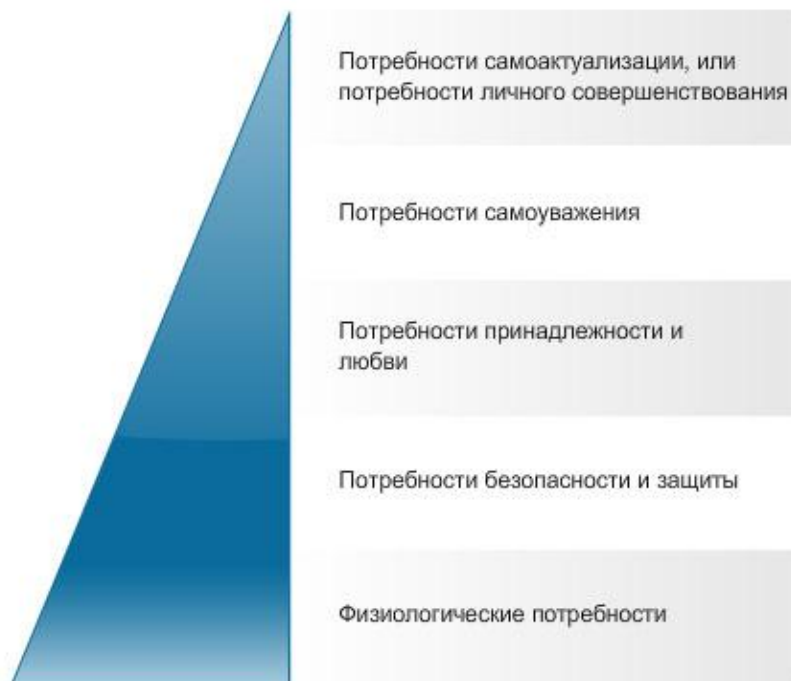 Потребности самоактуализации, или
потребности личного совершенствования
Потребности самоуважения
Потребности принадлежности и
любви
Потребности безопасности и защиты
Физиологические потребности